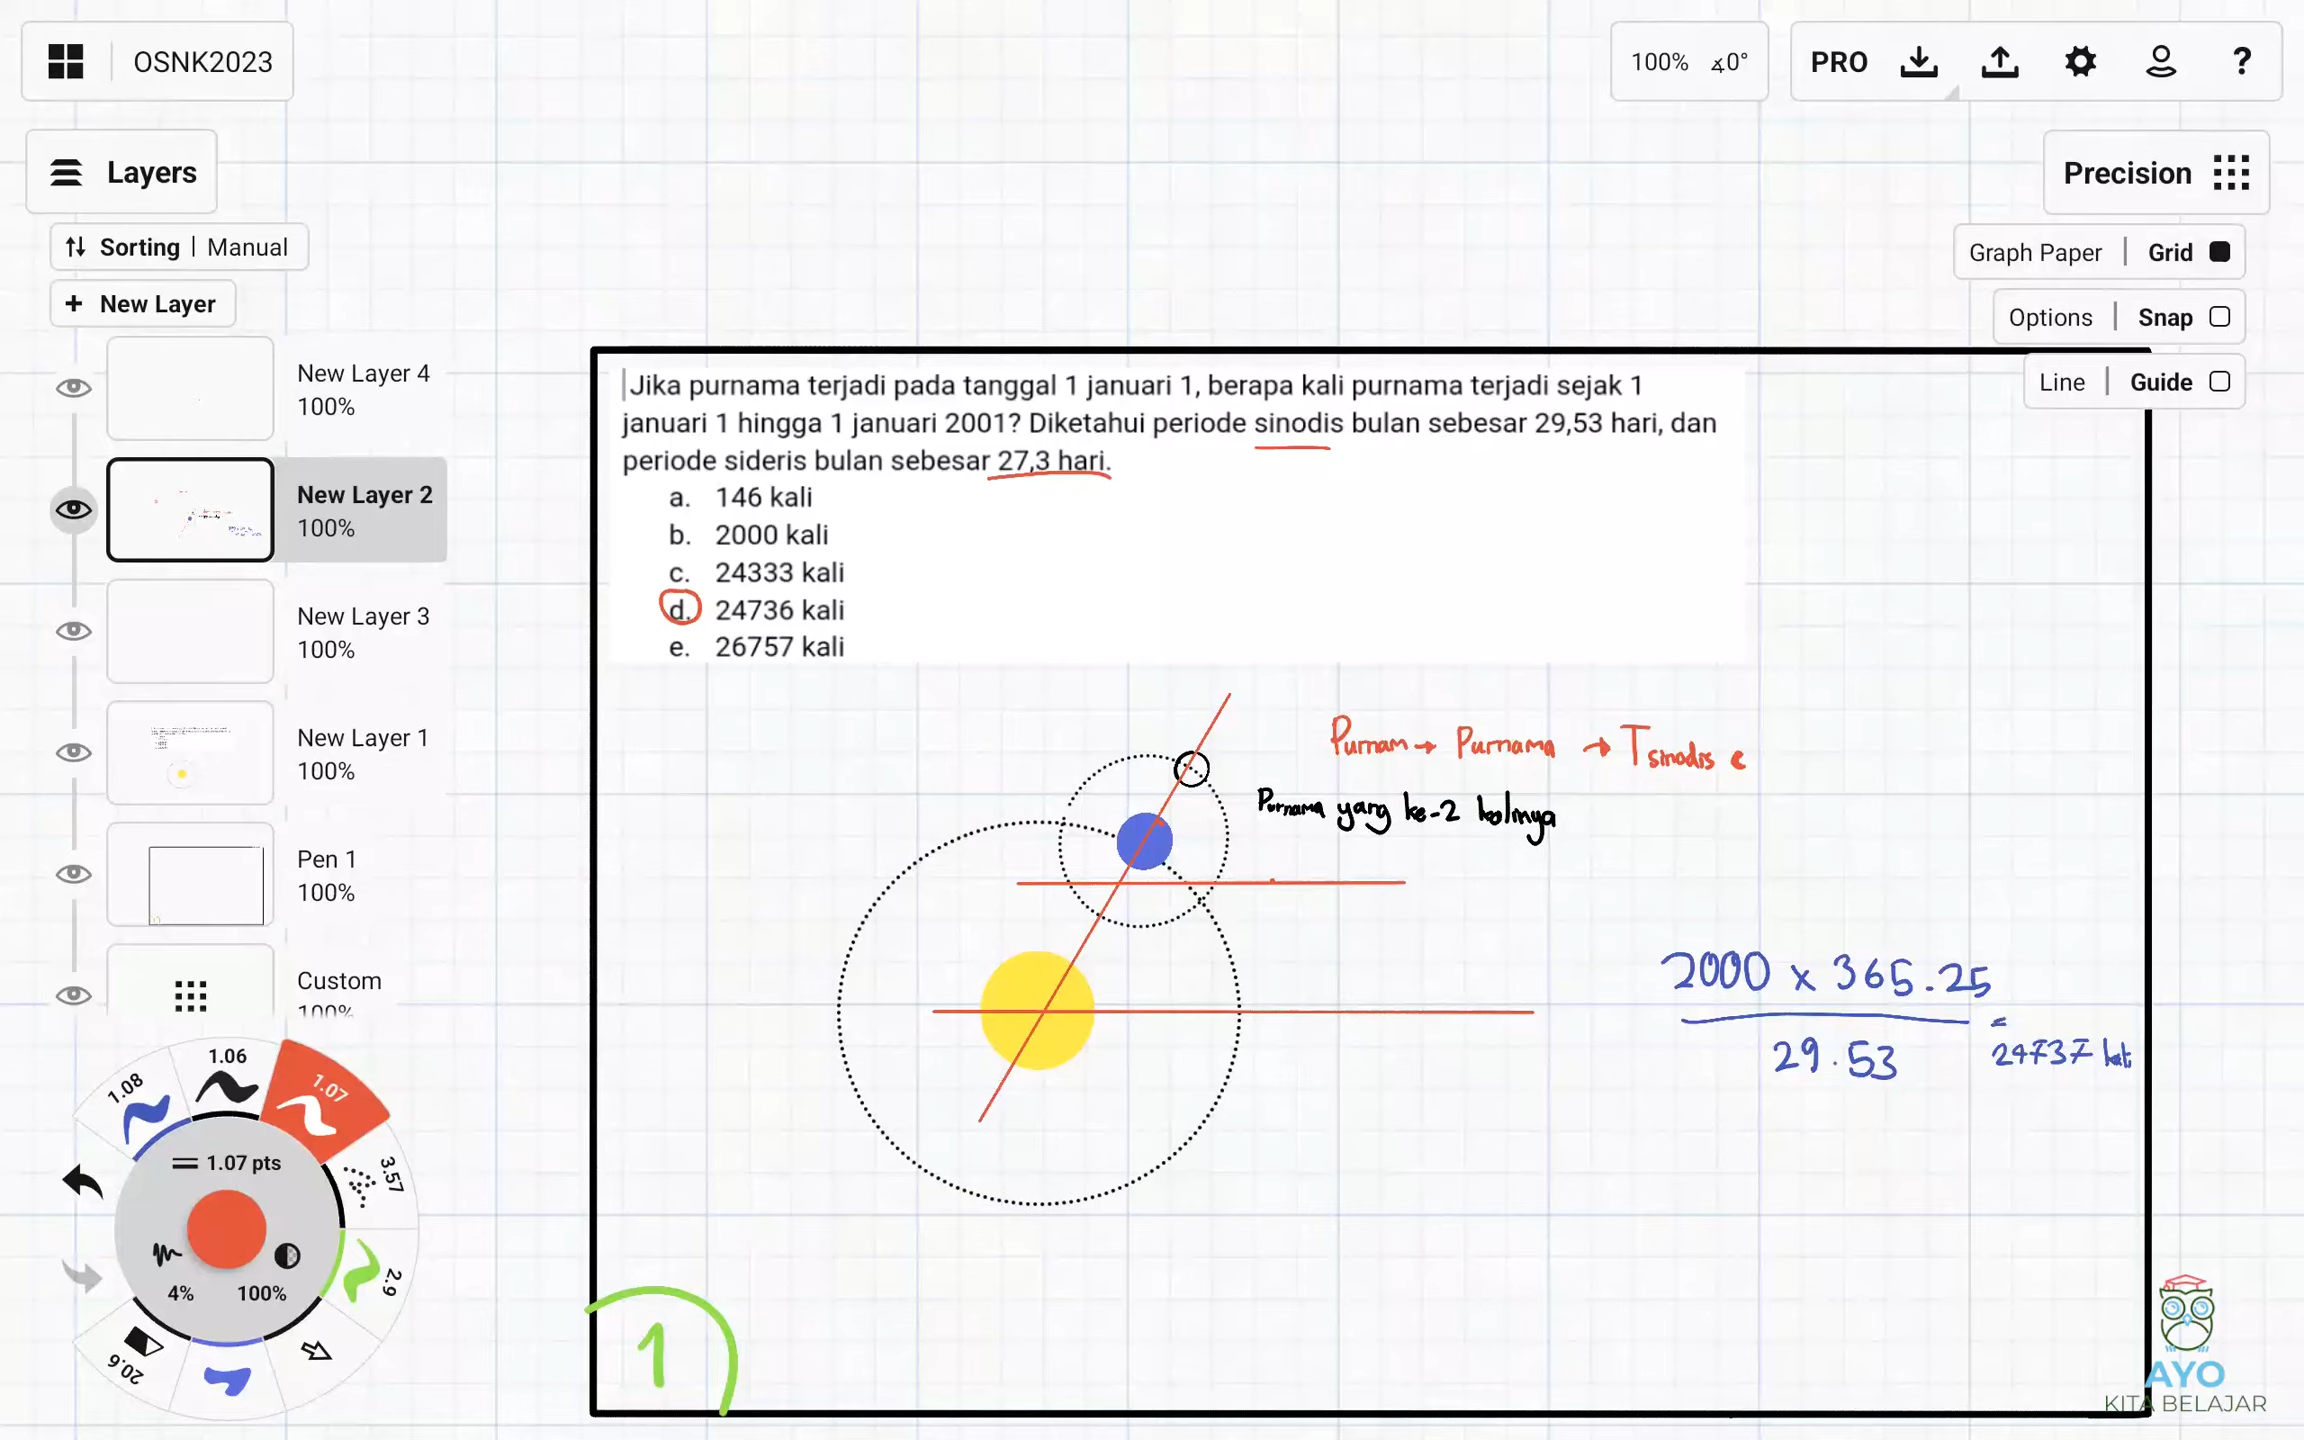 OSNK2023
100% ∡0°
PRO
?
Layers
Precision
Sorting | Manual
Graph Paper | Grid
+ New Layer
Options | Snap
Line | Guide
New Layer 4
100%
New Layer 2
100%
New Layer 3
100%
New Layer 1
100%
Pen 1
100%
Custom
100%
Jika purnama terjadi pada tanggal 1 januari 1, berapa kali purnama terjadi sejak 1
januari 1 hingga 1 januari 2001? Diketahui periode sinodis bulan sebesar 29,53 hari, dan
periode sideris bulan sebesar 27,3 hari.
a. 146 kali
b. 2000 kali
c. 24333 kali
d. 24736 kali
e. 26757 kali
Purnam → Purnama → Tsinodis
Purnama yang ke-2 kalinya
2000 x 365.25
29.53
=
24737 kali
1.08
1.06
1.07
3.57
2.9
20.6
1.07 pts
4%
100%
1
AYO
KITA BELAJAR